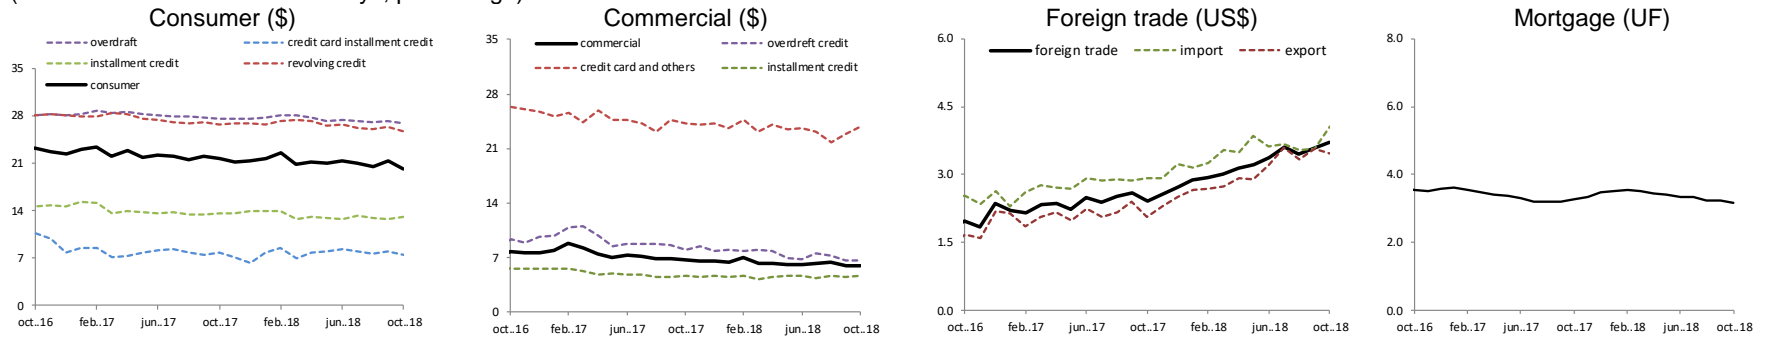 Consumer ($)
overdraft
credit card installment credit
installment credit
revolving credit
consumer
35
28
21
14
7
0
oct..16
feb..17
jun..17
oct..17
feb..18
jun..18
oct..18
Commercial ($)
commercial
overdreft credit
credit card and others
installment credit
35
28
21
14
7
0
oct..16
feb..17
jun..17
oct..17
feb..18
jun..18
oct..18
Foreign trade (US$)
foreign trade
import
export
6.0
4.5
3.0
1.5
0.0
oct..16
feb..17
jun..17
oct..17
feb..18
jun..18
oct..18
Mortgage (UF)
8.0
6.0
4.0
2.0
0.0
oct..16
feb..17
jun..17
oct..17
feb..18
jun..18
oct..18